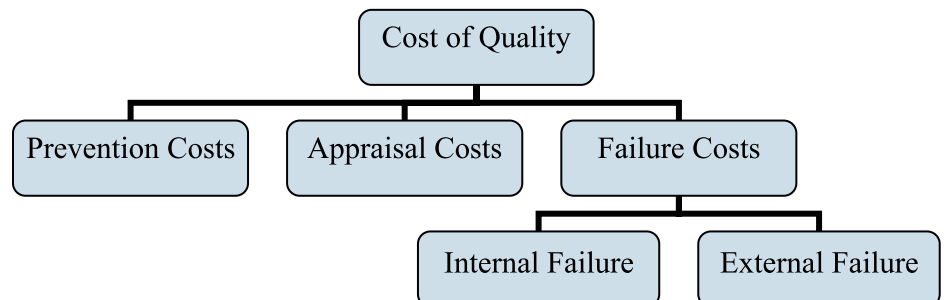 Cost of Quality
Prevention Costs
Appraisal Costs
Failure Costs
Internal Failure
External Failure